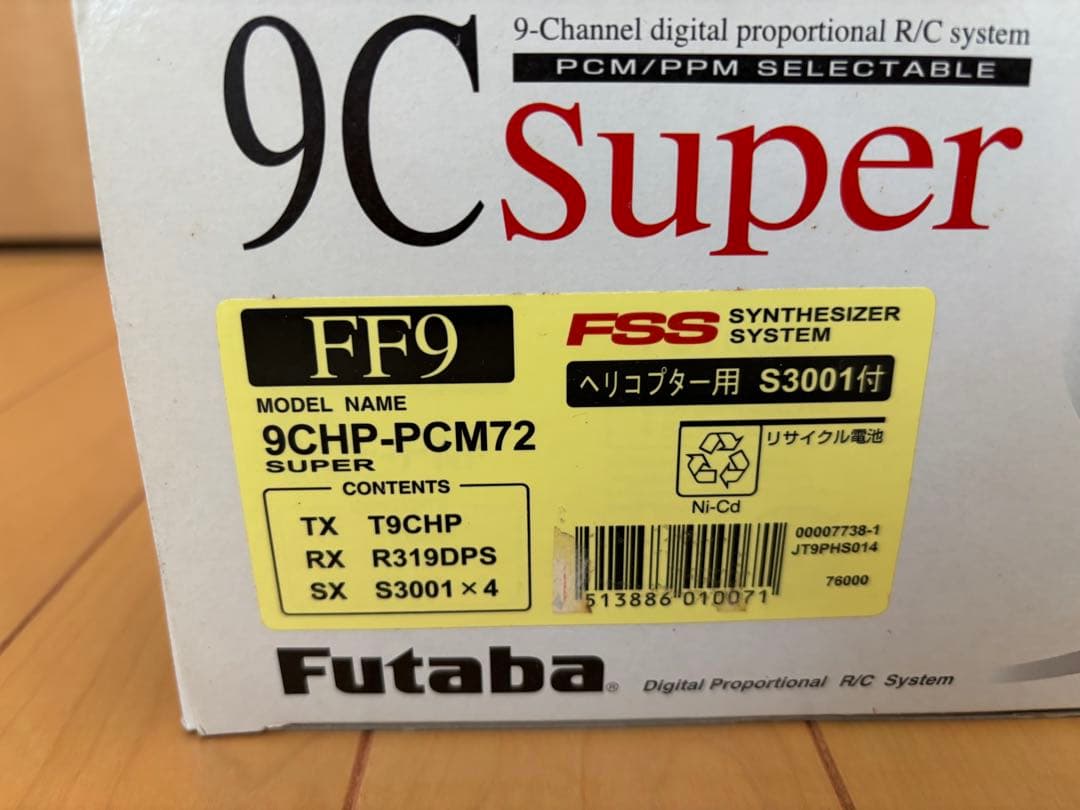 9C Super
9-Channel digital proportional R/C system
PCM/PPM SELECTABLE
FF9
MODEL NAME
9CHP-PCM72
SUPER
CONTENTS
TX T9CHP
RX R319DPS
SX S3001×4
FSS SYNTHESIZER SYSTEM
ヘリコプター用 S3001付
リサイクル電池
Ni-Cd
00007738-1
JT9PHS014
76000
513886 010071
Futaba®
Digital Proportional R/C System